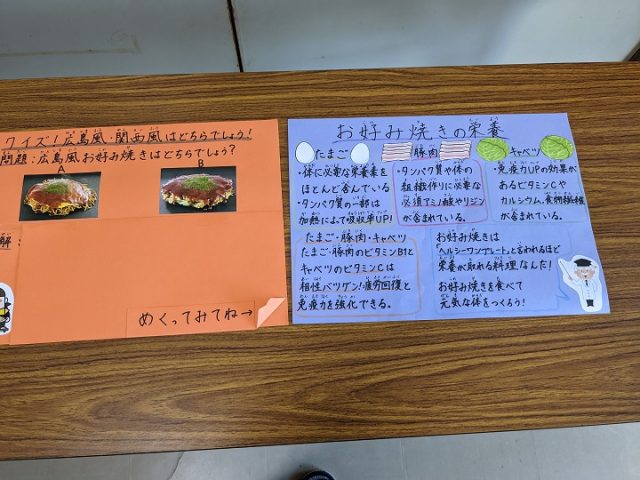 クイズ！広島風・関西風はどちらでしょう！
問題：広島風お好み焼きはどちらでしょう？
A
B
解
めくってみてね→
お好み焼きの栄養
たまご
・体に必要な栄養素を
ほとんど含んでいる
・タンパク質の一部は
加熱によって吸収率UP！
豚肉
・タンパク質や体の
組織作りに必要な
必須アミノ酸やリジン
が含まれている。
キャベツ
・免疫力UPの効果が
あるビタミンCや
カルシウム、食物繊維
が含まれている。
たまご・豚肉・キャベツ
たまご・豚肉のビタミンB1と
キャベツのビタミンCは
相性バツグン！疲労回復と
免疫力を強化できる。
お好み焼きは
「ヘルシーワンプレート」と言われるほど
栄養が取れる料理なんだ！
お好み焼きを食べて
元気な体をつくろう！